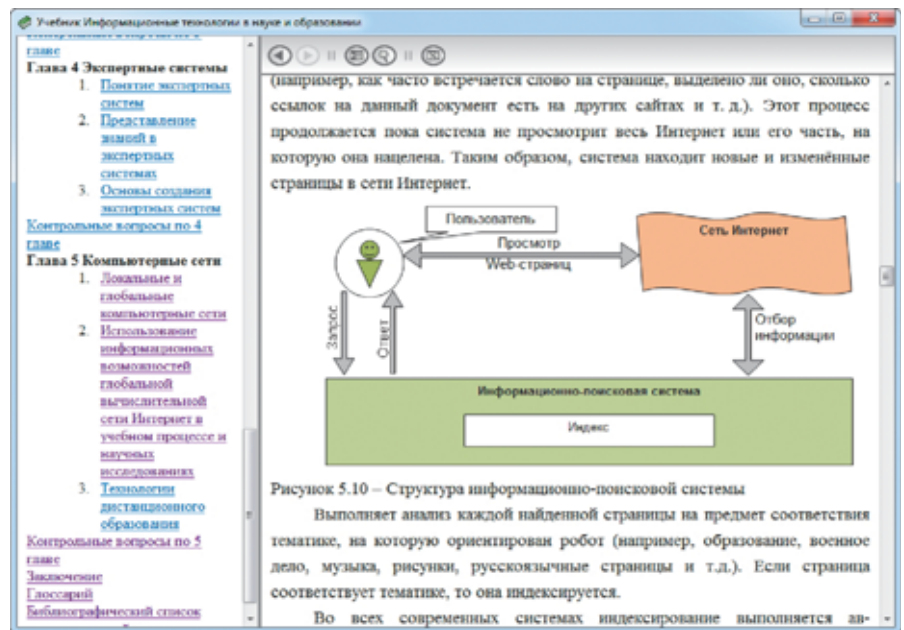 Учебник Информационные технологии в науке и образовании
главе
Глава 4 Экспертные системы
1. Понятие экспертных
систем
2. Представление
знаний в
экспертных
системах
3. Основы создания
экспертных систем
Контрольные вопросы по 4
главе
Глава 5 Компьютерные сети
1. Локальные и
глобальные
компьютерные сети
2. Использование
информационных
возможностей
глобальной
вычислительной
сети Интернет в
учебном процессе и
научных
исследованиях
3. Технологии
дистанционного
образования
Контрольные вопросы по 5
главе
Заключение
Глоссарий
Библиографический список
(например, как часто встречается слово на странице, выделено ли оно, сколько
ссылок на данный документ есть на других сайтах и т. д.). Этот процесс
продолжается пока система не просмотрит весь Интернет или его часть, на
которую она нацелена. Таким образом, система находит новые и изменённые
страницы в сети Интернет.
Пользователь
Просмотр
Web-страниц
Сеть Интернет
Запрос
Ответ
Отбор
информации
Информационно-поисковая система
Индекс
Рисунок 5.10 – Структура информационно-поисковой системы
Выполняет анализ каждой найденной страницы на предмет соответствия
тематике, на которую ориентирован робот (например, образование, военное
дело, музыка, рисунки, русскоязычные страницы и т.д.). Если страница
соответствует тематике, то она индексируется.
Во всех современных системах индексирование выполняется ав-